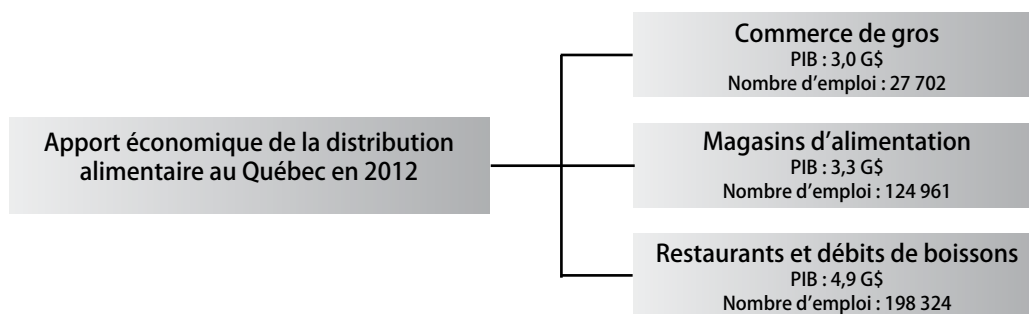 Apport économique de la distribution
alimentaire au Québec en 2012
Commerce de gros
PIB : 3,0 G$
Nombre d'emploi : 27 702
Magasins d'alimentation
PIB : 3,3 G$
Nombre d'emploi : 124 961
Restaurants et débits de boissons
PIB : 4,9 G$
Nombre d'emploi : 198 324